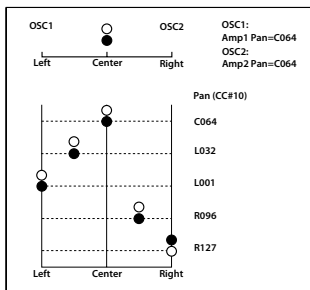 OSC1
OSC2
OSC1:
Amp1 Pan=C064
OSC2:
Amp2 Pan=C064
Left
Center
Right
Pan (CC#10)
C064
L032
L001
R096
R127
Left
Center
Right